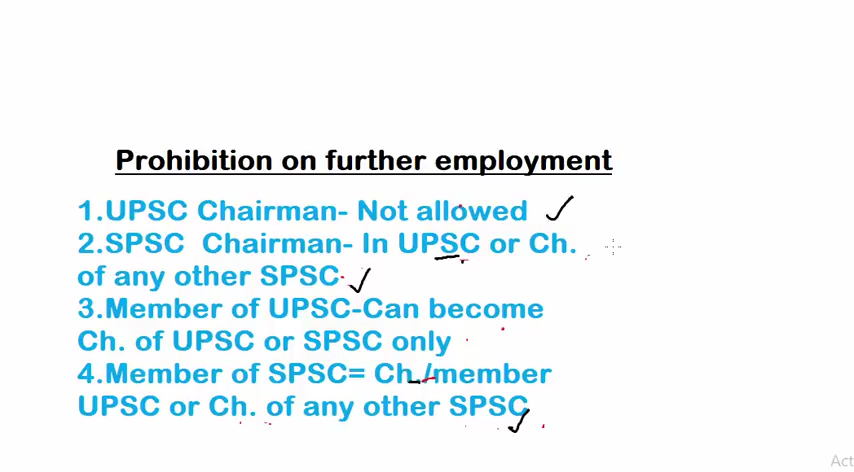 Prohibition on further employment
1.UPSC Chairman- Not allowed
2.SPSC Chairman- In UPSC or Ch.
of any other SPSC
3.Member of UPSC-Can become
Ch. of UPSC or SPSC only
4.Member of SPSC= Ch./member
UPSC or Ch. of any other SPSC
Act